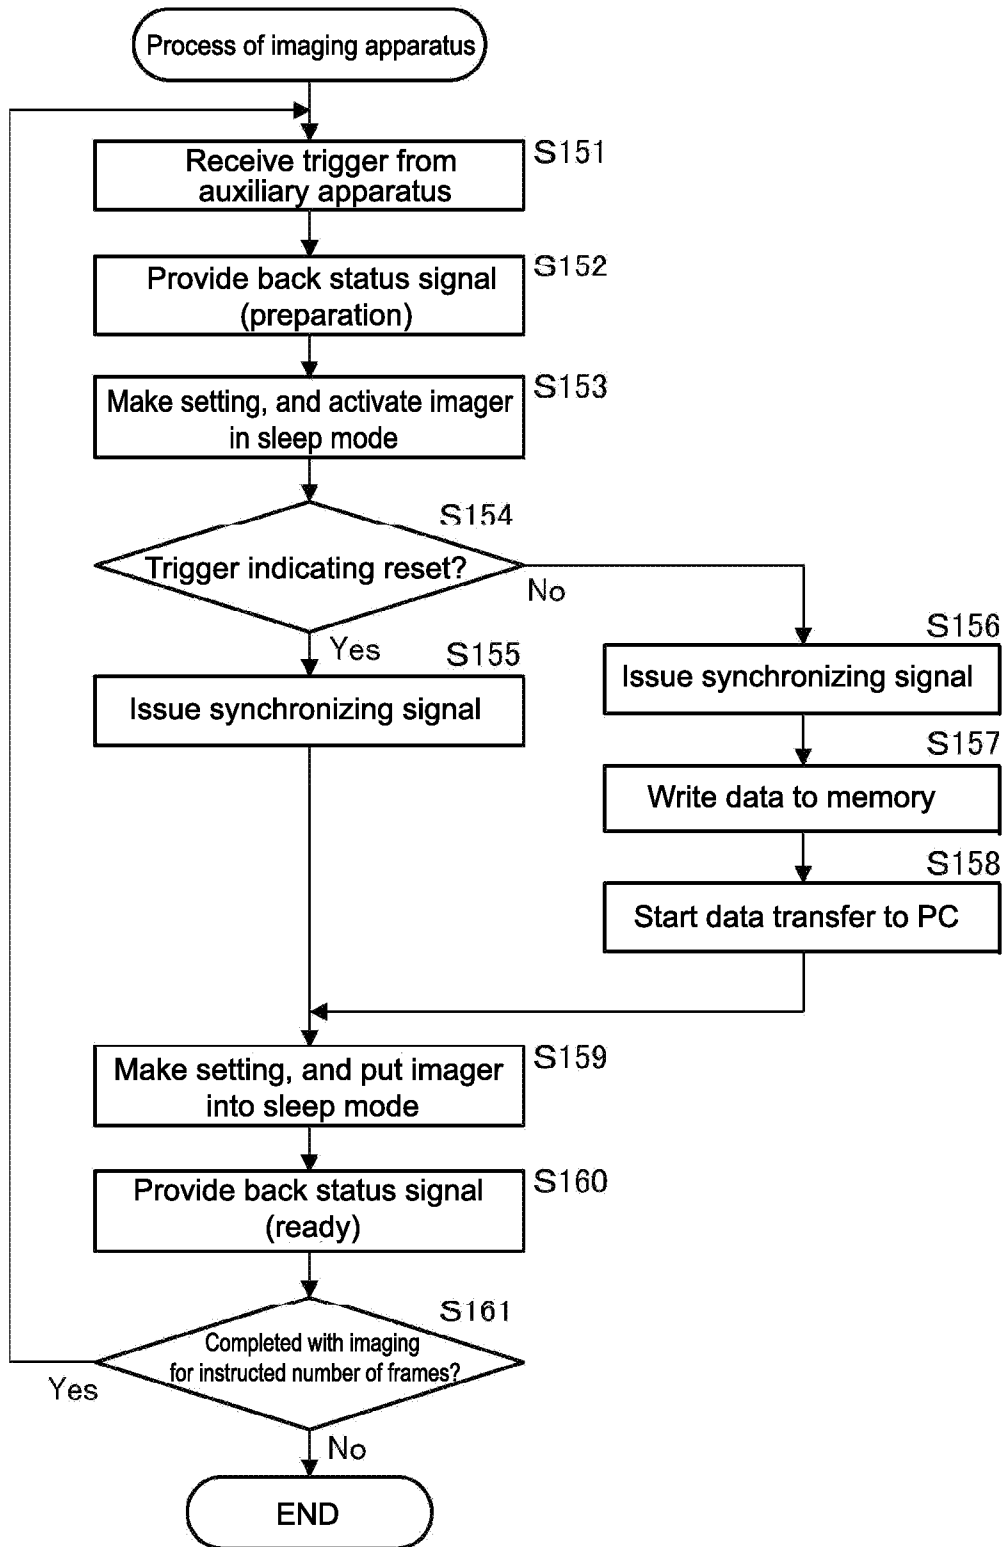 Process of imaging apparatus
S151
Receive trigger from
auxiliary apparatus
S152
Provide back status signal
(preparation)
S153
Make setting, and activate imager
in sleep mode
S154
Trigger indicating reset?
No
Yes
S155
Issue synchronizing signal
S156
Issue synchronizing signal
S157
Write data to memory
S158
Start data transfer to PC
S159
Make setting, and put imager
into sleep mode
S160
Provide back status signal
(ready)
S161
Completed with imaging
for instructed number of frames?
Yes
No
END